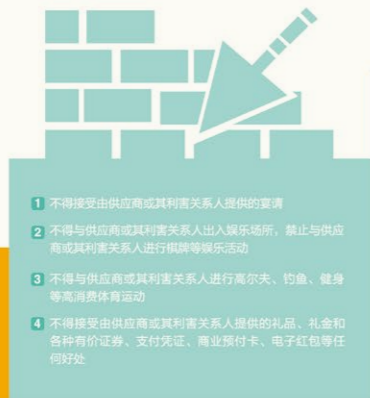 1 不得接受由供应商或其利害关系人提供的宴请
2 不得与供应商或其利害关系人出入娱乐场所，禁止与供应
商或其利害关系人进行棋牌等娱乐活动
3 不得与供应商或其利害关系人进行高尔夫、钓鱼、健身
等高消费体育运动
4 不得接受由供应商或其利害关系人提供的礼品、礼金和
各种有价证券、支付凭证、商业预付卡、电子红包等任
何好处